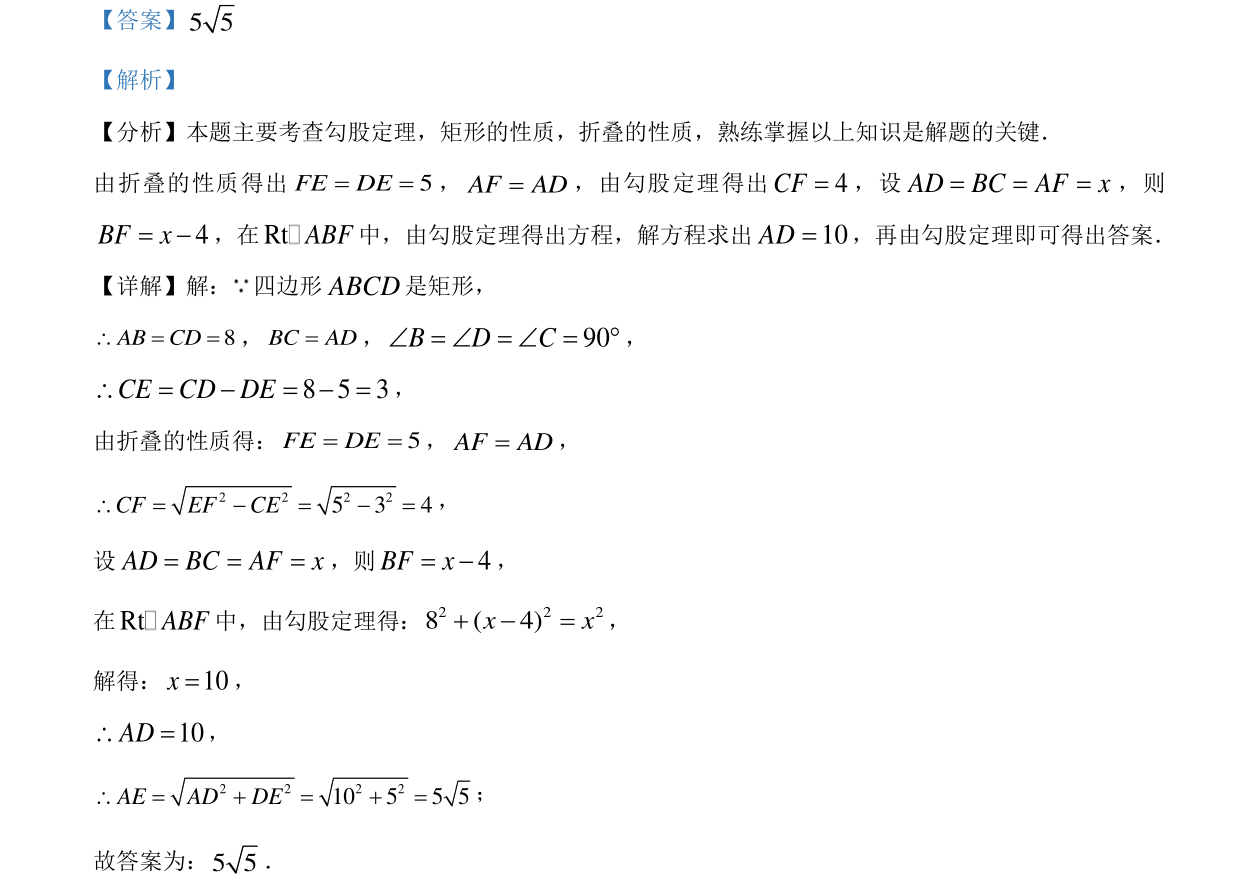 【答案】5√5
【解析】
【分析】本题主要考查勾股定理，矩形的性质，折叠的性质，熟练掌握以上知识是解题的关键．
由折叠的性质得出 FE = DE = 5，AF = AD，由勾股定理得出 CF = 4，设 AD = BC = AF = x，则
BF = x − 4，在 Rt□ABF 中，由勾股定理得出方程，解方程求出 AD = 10，再由勾股定理即可得出答案．
【详解】解：∵四边形 ABCD 是矩形，
∴AB = CD = 8，BC = AD，∠B = ∠D = ∠C = 90°，
∴CE = CD − DE = 8 − 5 = 3，
由折叠的性质得：FE = DE = 5，AF = AD，
∴CF = √(EF² − CE²) = √(5² − 3²) = 4，
设 AD = BC = AF = x，则 BF = x − 4，
在 Rt□ABF 中，由勾股定理得：8² + (x − 4)² = x²，
解得：x = 10，
∴AD = 10，
∴AE = √(AD² + DE²) = √(10² + 5²) = 5√5；
故答案为：5√5．